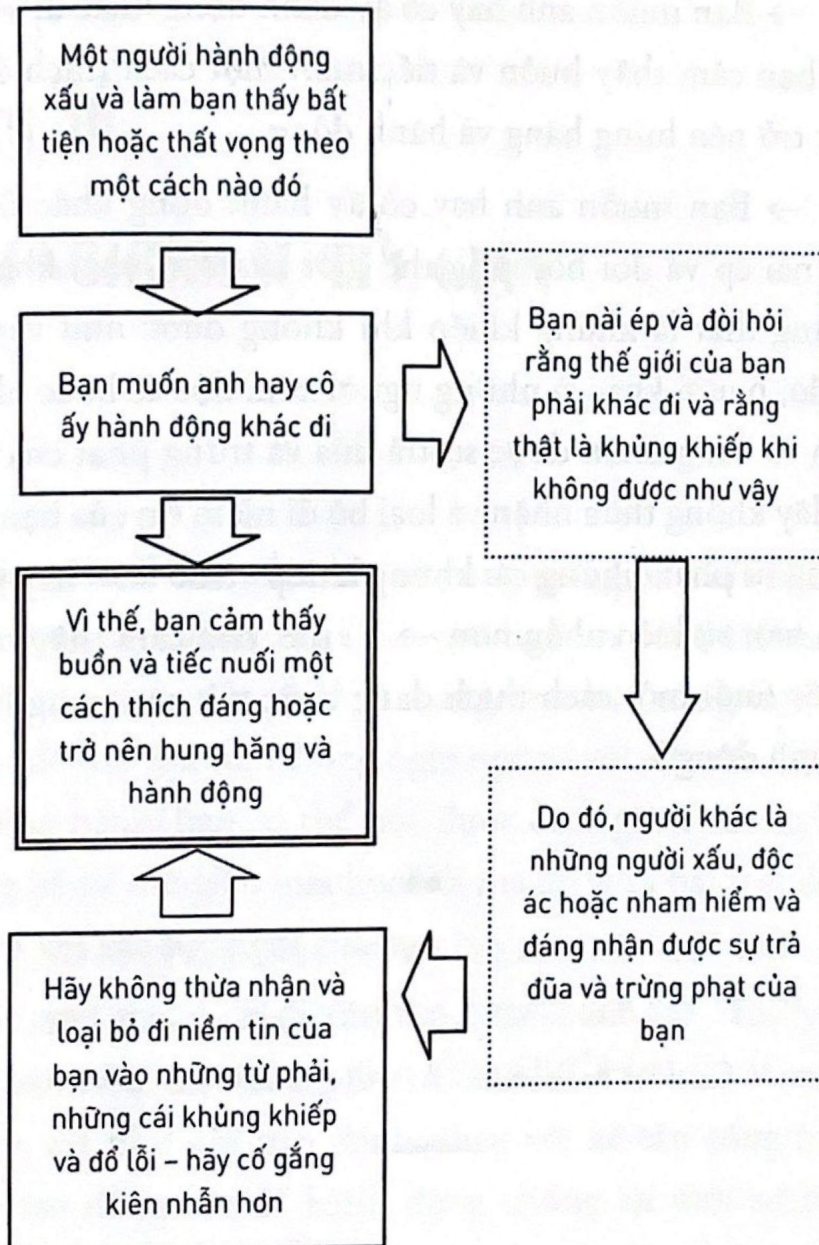 Một người hành động
xấu và làm bạn thấy bất
tiện hoặc thất vọng theo
một cách nào đó
Bạn muốn anh hay cô
ấy hành động khác đi
Bạn nài ép và đòi hỏi
rằng thế giới của bạn
phải khác đi và rằng
thật là khủng khiếp khi
không được như vậy
Vì thế, bạn cảm thấy
buồn và tiếc nuối một
cách thích đáng hoặc
trở nên hung hăng và
hành động
Do đó, người khác là
những người xấu, độc
ác hoặc nham hiểm và
đáng nhận được sự trả
đũa và trừng phạt của
bạn
Hãy không thừa nhận và
loại bỏ đi niềm tin của
bạn vào những từ phải,
những cái khủng khiếp
và đổ lỗi – hãy cố gắng
kiên nhẫn hơn